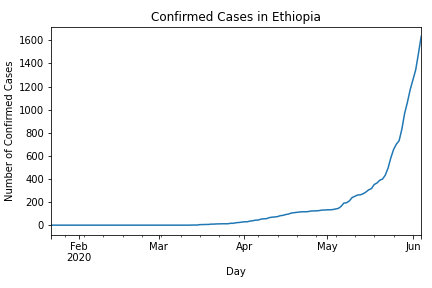 Confirmed Cases in Ethiopia
Number of Confirmed Cases
1600
1400
1200
1000
800
600
400
200
0
Feb Mar Apr May Jun
2020
Day